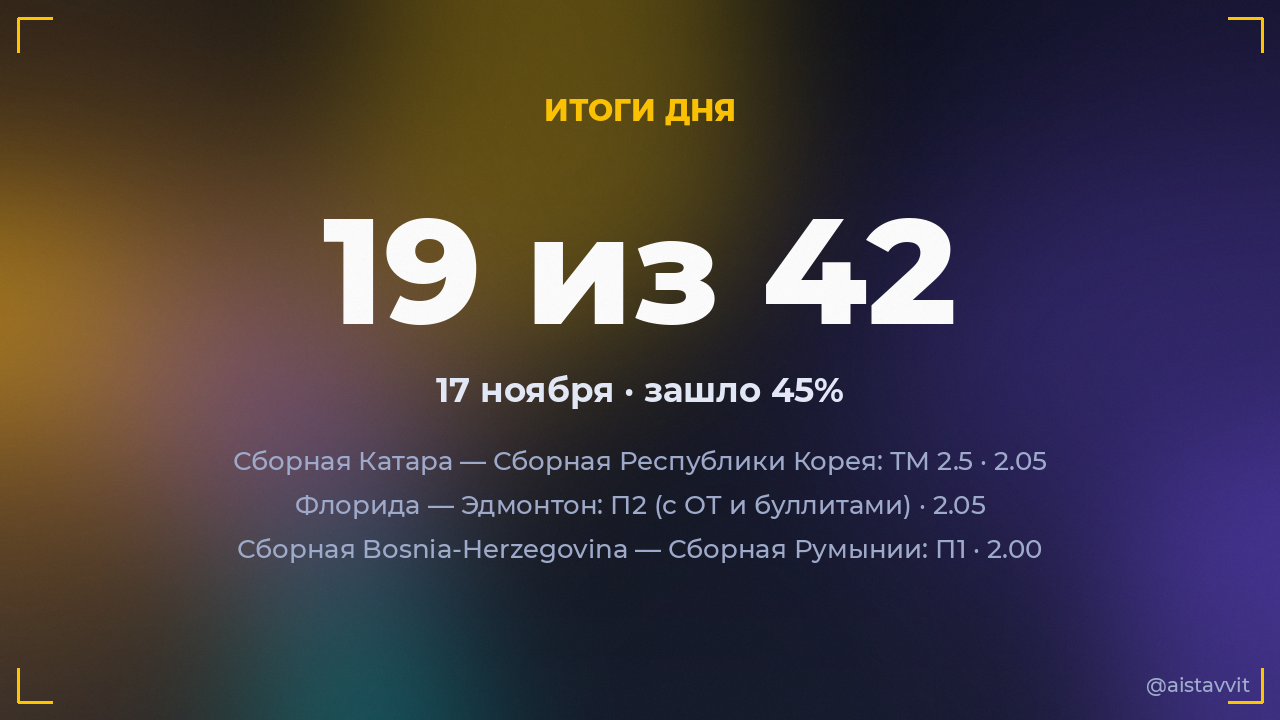 ИТОГИ ДНЯ
19 из 42
17 ноября · зашло 45%
Сборная Катара — Сборная Республики Корея: ТМ 2.5 · 2.05
Флорида — Эдмонтон: П2 (с ОТ и буллитами) · 2.05
Сборная Bosnia-Herzegovina — Сборная Румынии: П1 · 2.00
@aistavvit